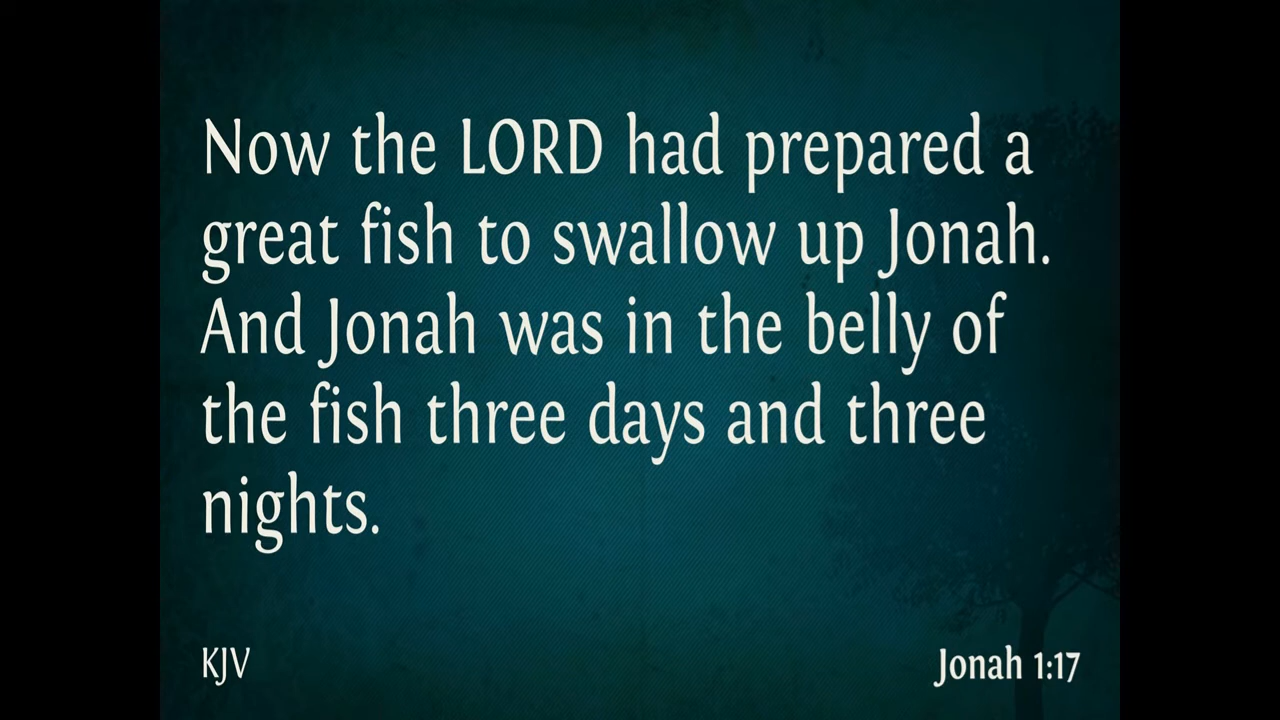 Now the LORD had prepared a
great fish to swallow up Jonah.
And Jonah was in the belly of
the fish three days and three
nights.
KJV
Jonah 1:17